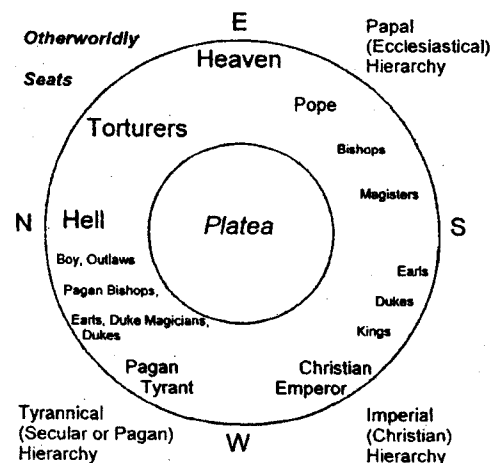 E
Otherworldly
Seats
Papal
(Ecclesiastical)
Hierarchy
Heaven
Pope
Torturers
Bishops
Magisters
N
Hell
Platea
S
Boy, Outlaws
Pagan Bishops,
Earls, Duke Magicians,
Dukes
Earls
Dukes
Kings
Pagan
Tyrant
Christian
Emperor
Tyrannical
(Secular or Pagan)
Hierarchy
W
Imperial
(Christian)
Hierarchy